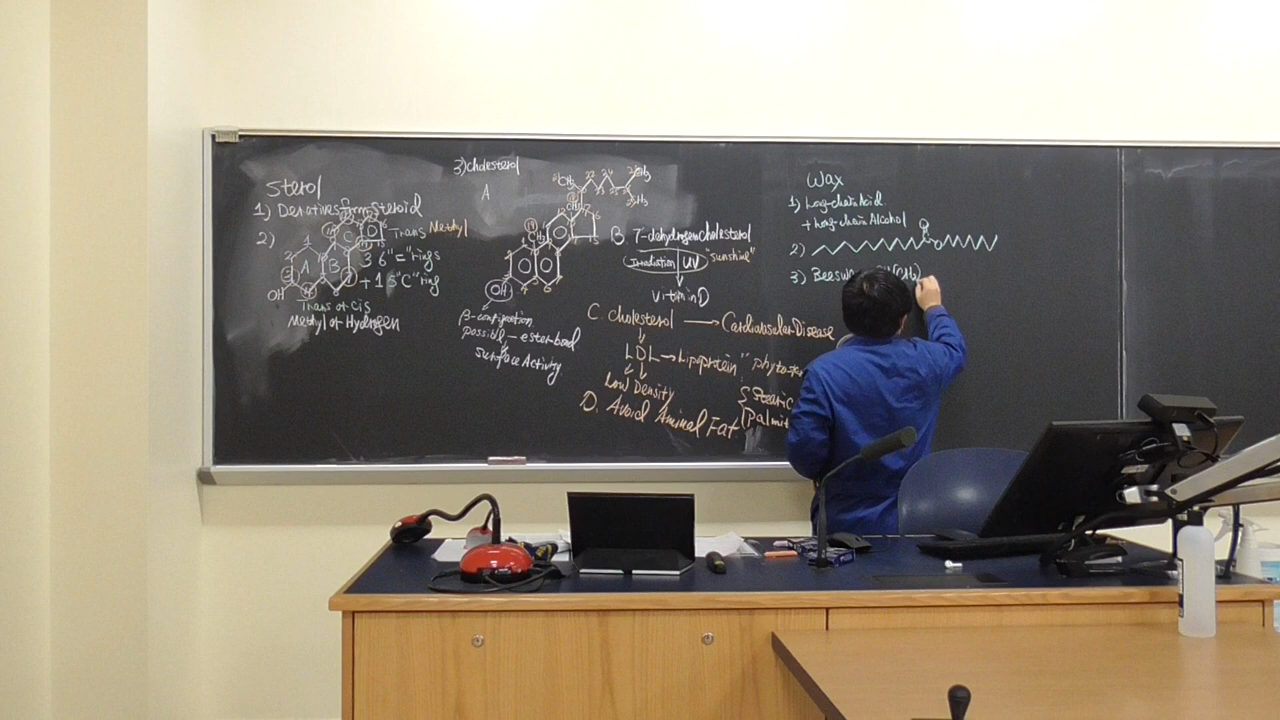 Sterol
1) Derivatives from Steroid
2)
Trans Methyl
3 6"C"rings
+ 1 5"C"ring
A B C D
OH
Trans or Cis
Methyl or Hydrogen
3) cholesterol
A
OH
β-configuration
possible - ester bond
Surface Activity
B. 7-dehydrogencholesterol
Irradiation UV "sunshine"
vitamin D
C. cholesterol → Cardiovascular Disease
LDL → Lipoprotein "phyto
Low Density
{ Stearic
D. Avoid Animal Fat
Wax
1) Long-chain Acid
+ Long-chain Alcohol
2)
O
O
3)